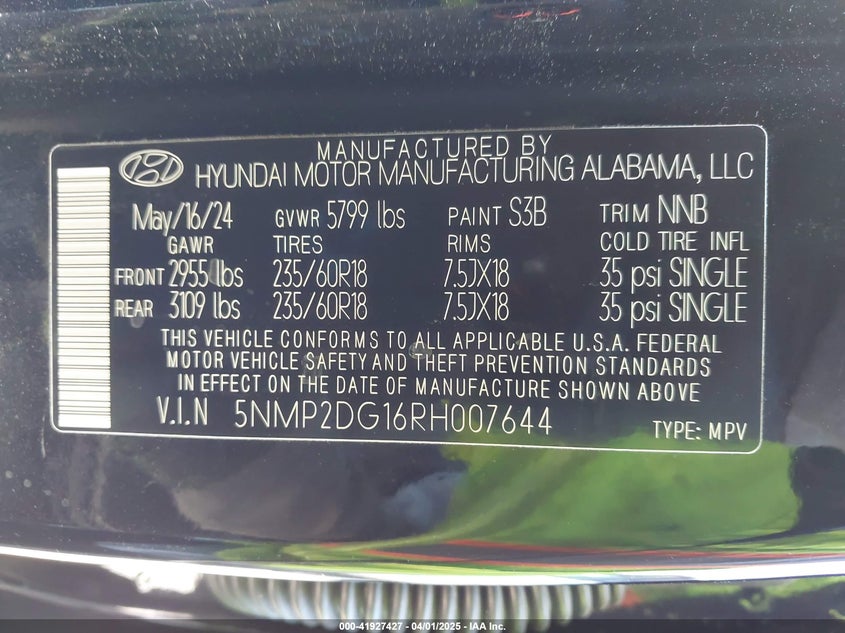 MANUFACTURED BY
HYUNDAI MOTOR MANUFACTURING ALABAMA, LLC
May/16/24 GVWR 5799 lbs PAINT S3B TRIM NNB
GAWR TIRES RIMS COLD TIRE INFL
FRONT 2955 lbs 235/60R18 7.5JX18 35 psi SINGLE
REAR 3109 lbs 235/60R18 7.5JX18 35 psi SINGLE
THIS VEHICLE CONFORMS TO ALL APPLICABLE U.S.A. FEDERAL
MOTOR VEHICLE SAFETY AND THEFT PREVENTION STANDARDS
IN EFFECT ON THE DATE OF MANUFACTURE SHOWN ABOVE
V.I.N 5NMP2DG16RH007644 TYPE: MPV
000-41927427 - 04/01/2025 - IAA Inc.